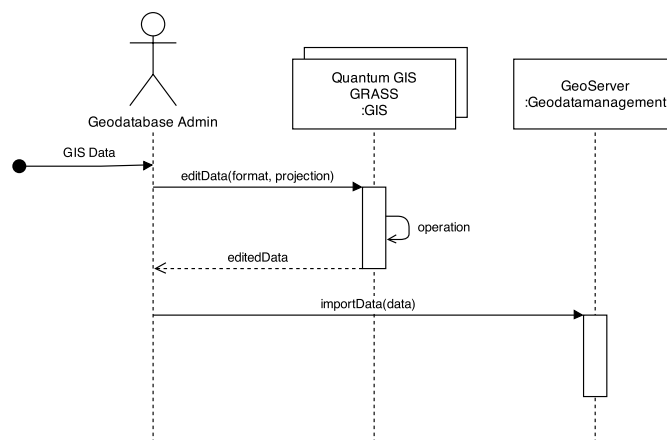 Quantum GIS
GRASS
:GIS
GeoServer
:Geodatamanagement
Geodatabase Admin
GIS Data
editData(format, projection)
operation
editedData
importData(data)